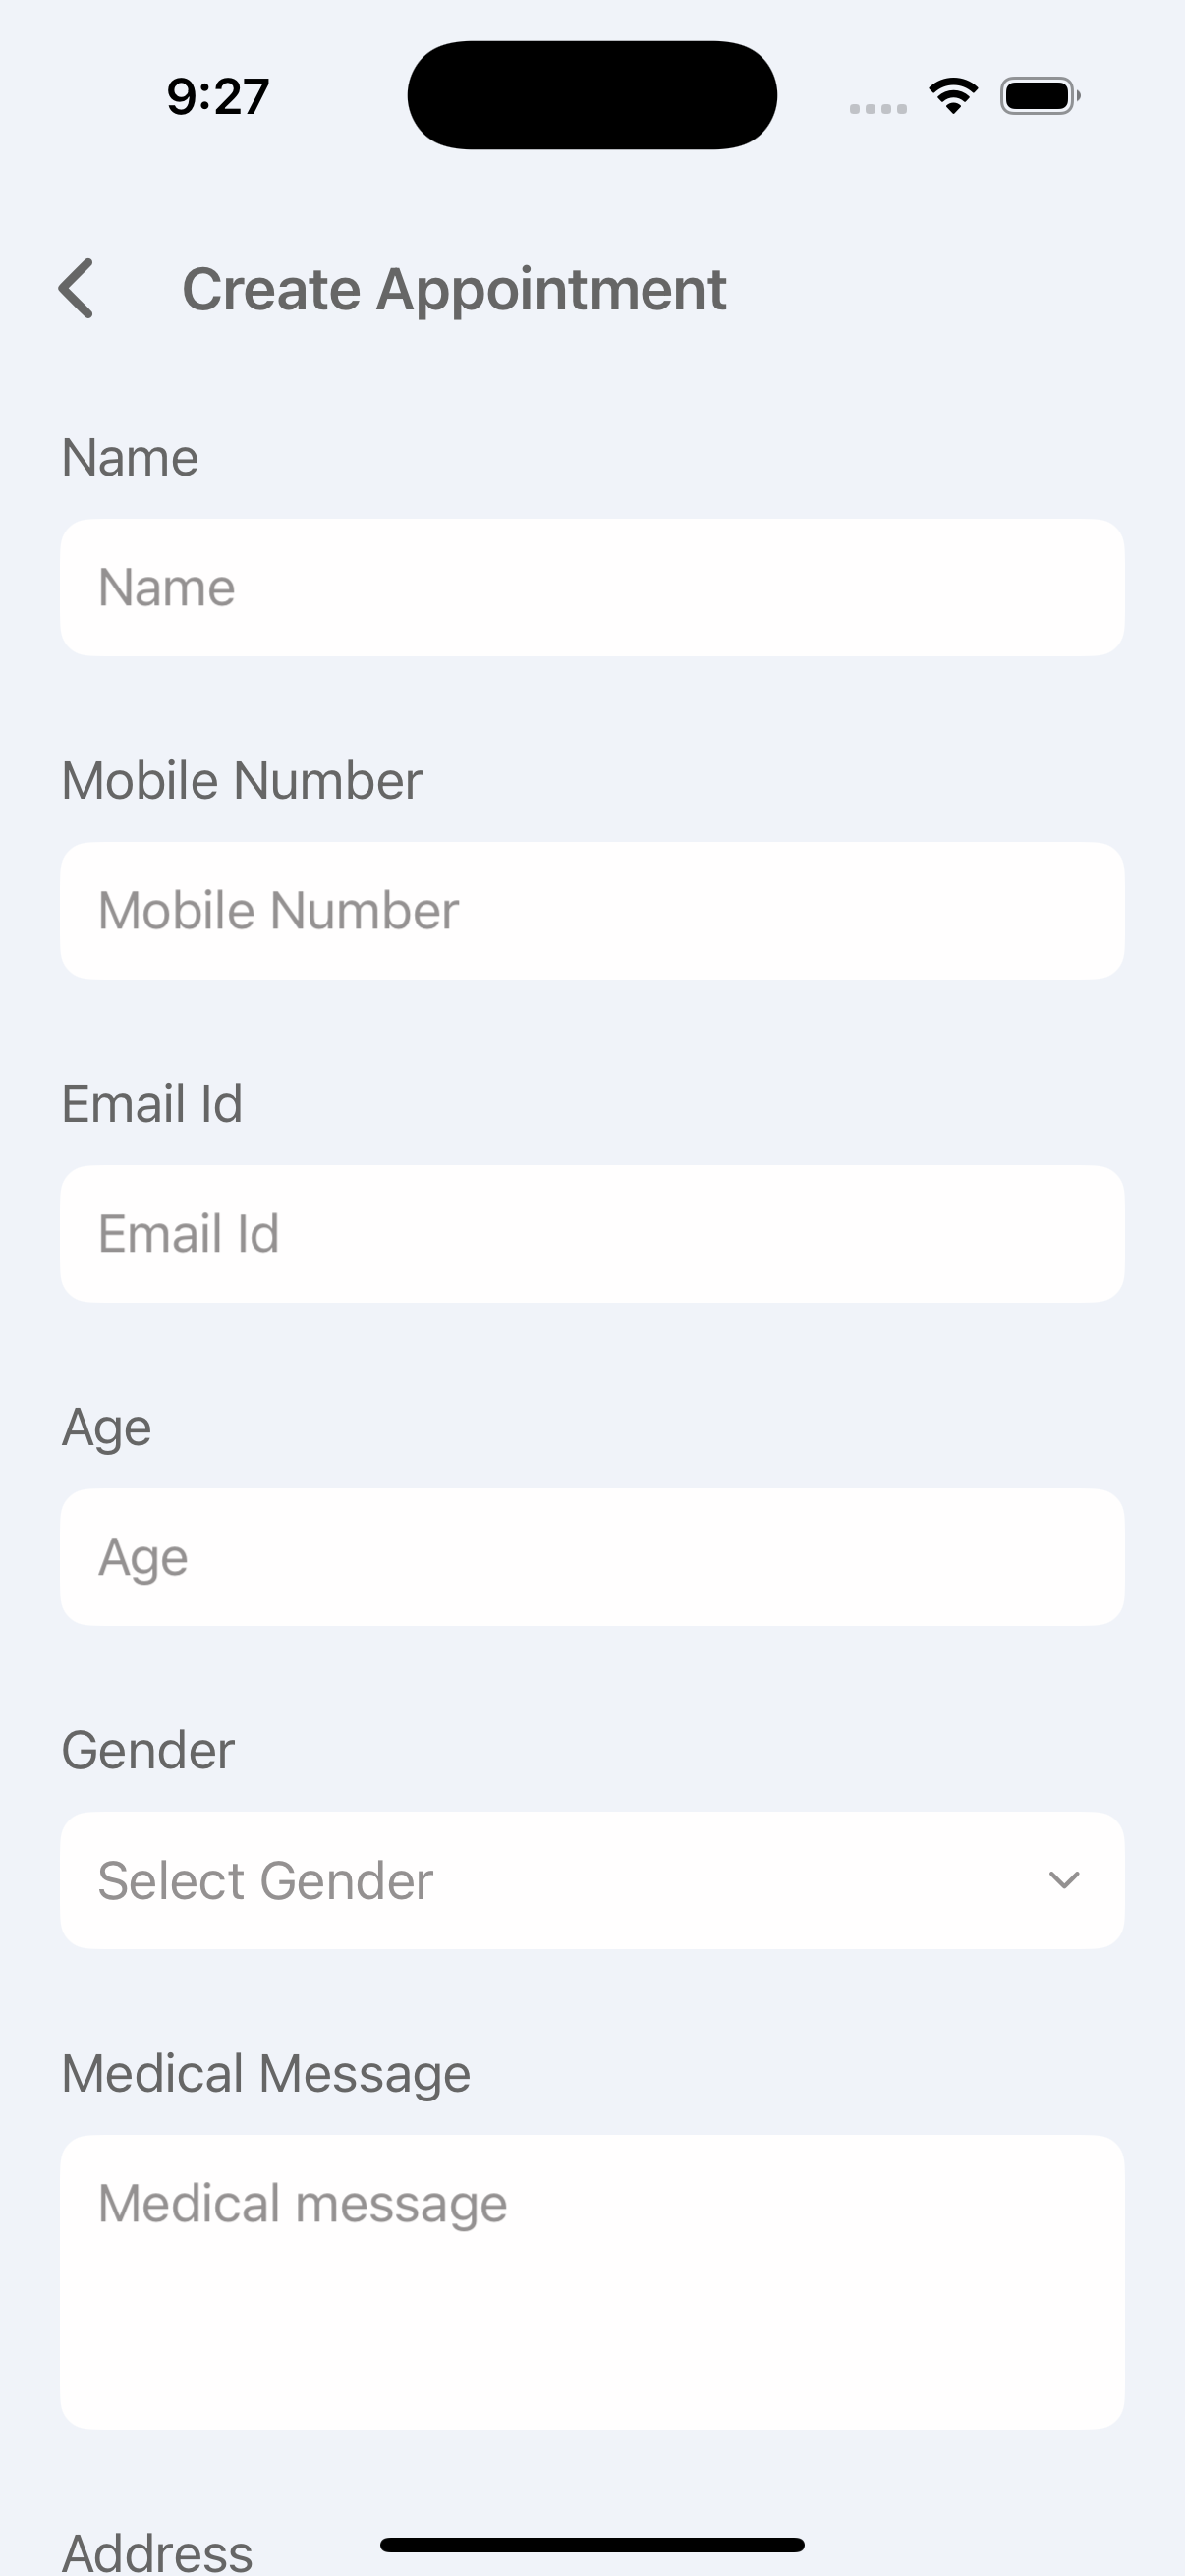 9:27
Create Appointment
Name
Name
Mobile Number
Mobile Number
Email Id
Email Id
Age
Age
Gender
Select Gender
Medical Message
Medical message
Address